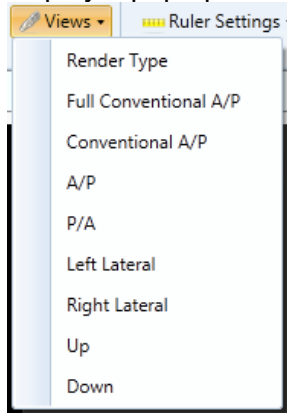 Views
Ruler Settings
Render Type
Full Conventional A/P
Conventional A/P
A/P
P/A
Left Lateral
Right Lateral
Up
Down